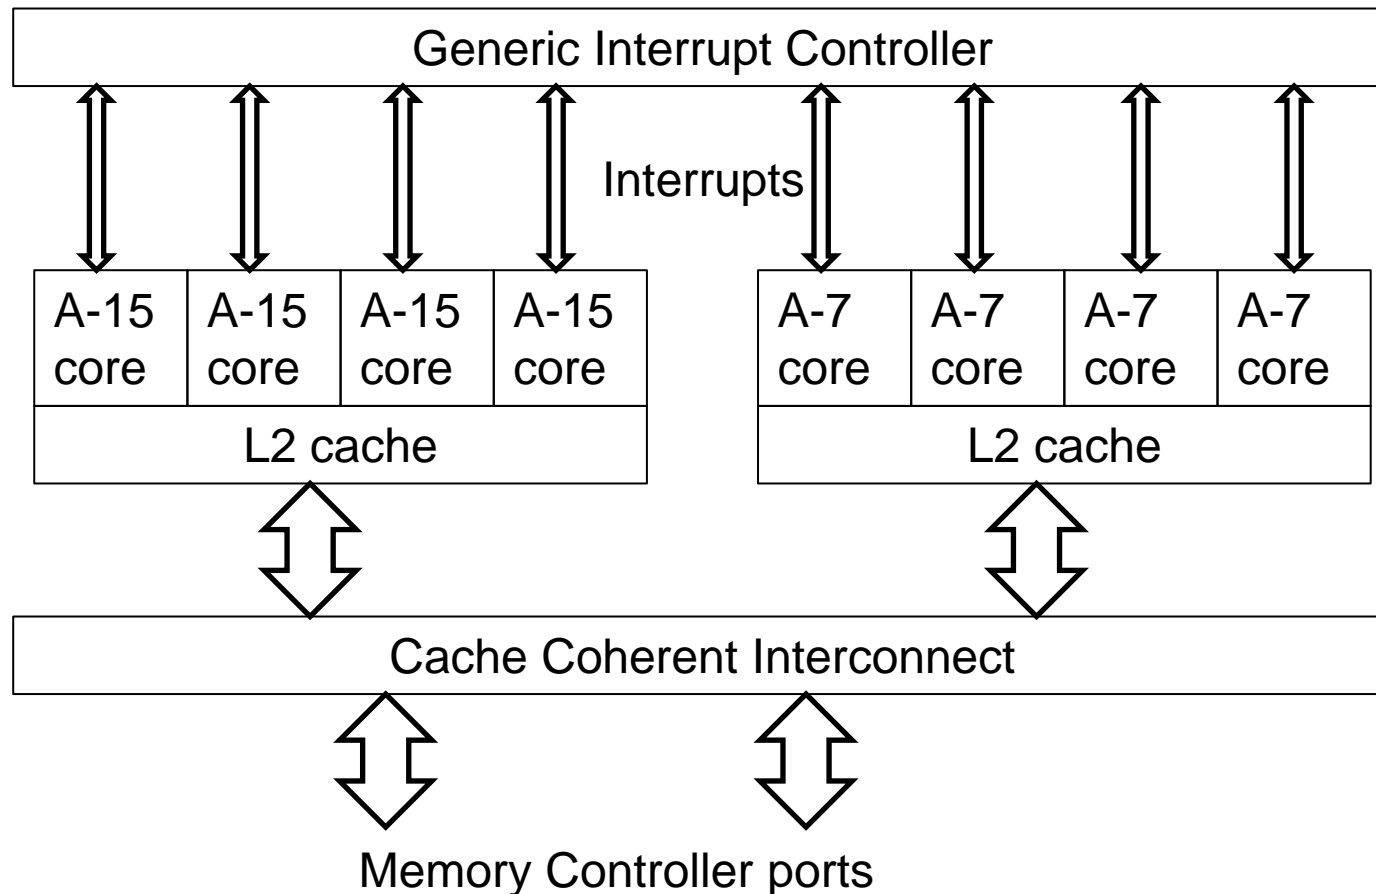 Generic Interrupt Controller
Interrupts
A-15 A-15 A-15 A-15 A-7 A-7 A-7 A-7
core core core core core core core core
L2 cache L2 cache
Cache Coherent Interconnect
Memory Controller ports